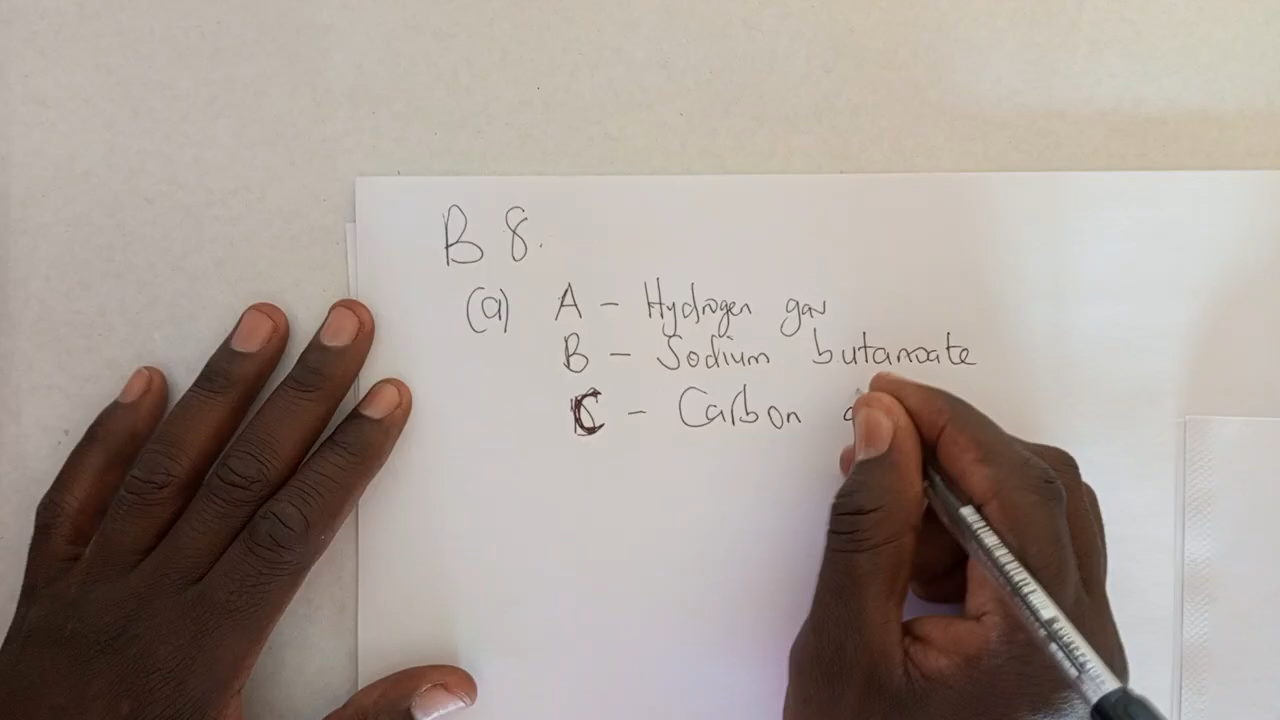 B 8.
(a) A - Hydrogen gas
B - Sodium butanoate
C - Carbon